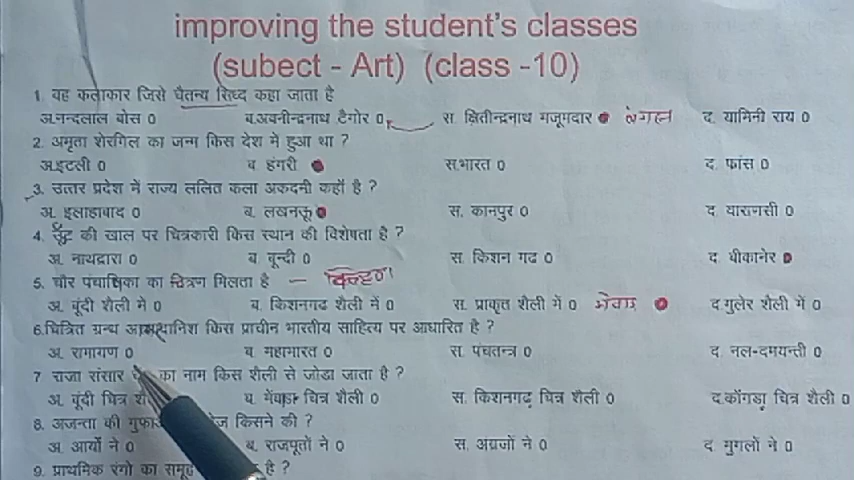 improving the student's classes
(subect - Art) (class -10)
1. वह कलाकार जिसे चैतन्य सिध्द कहा जाता है
अ.नन्दलाल बोस 0 ब.अवनीन्द्रनाथ टैगोर 0 स. क्षितीन्द्रनाथ मजूमदार बंगाल द. यामिनी राय 0
2. अमृता शेरगिल का जन्म किस देश में हुआ था ?
अ.इटली 0 ब. हंगरी स.भारत 0 द. फांस 0
3. उत्तर प्रदेश में राज्य ललित कला अकदनी कहाँ है ?
अ. इलाहाबाद 0 ब. लखनऊ स. कानपुर 0 द. वाराणसी 0
4. ऊँट की खाल पर चित्रकारी किस स्थान की विशेषता है ?
अ. नाथद्वारा 0 ब. बून्दी 0 स. किशन गढ 0 द. बीकानेर
5. चौर पंचाषिका का चित्रण मिलता है –
अ. बूंदी शैली में 0 ब. किशनगढ शैली में 0 स. प्राकृत शैली में 0 मेवाड द.गुलेर शैली में 0
6.चित्रित ग्रन्थ किस प्राचीन भारतीय साहित्य पर आधारित है ?
अ. रामायण 0 ब. महाभारत 0 स. पंचतन्त्र 0 द. नल-दमयन्ती 0
7 राजा संसार का नाम किस शैली से जोडा जाता है ?
अ. बूंदी चित्र ब. मेंवाड चित्र शैली 0 स. किशनगढ़ चित्र शैली 0 द.कोंगड़ा चित्र शैली 0
8. अजन्ता की किसने की ?
अ. आर्यो ने 0 ब. राजपूतों ने 0 स. अग्रजों ने 0 द. मुगलों ने 0
9. प्राथमिक रंगो का समूह है ?